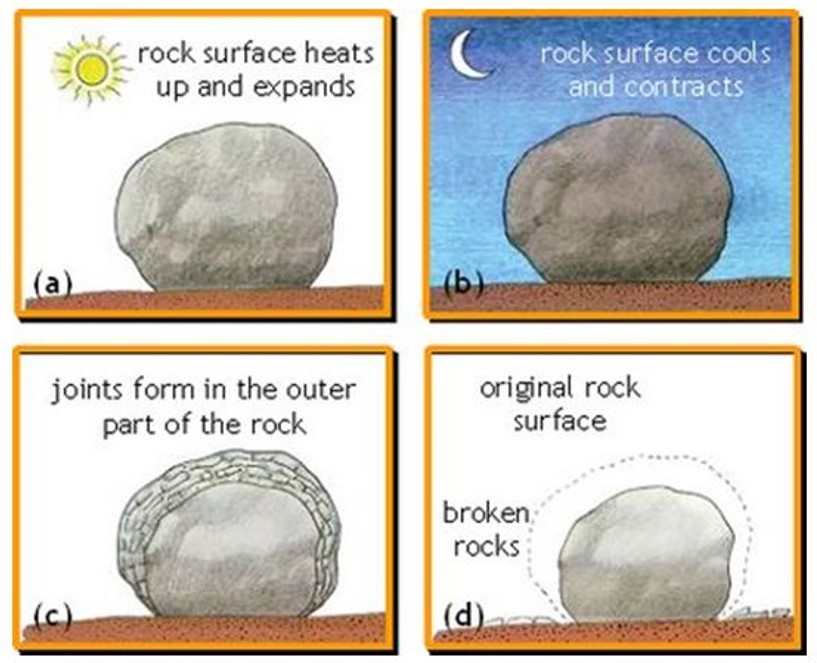 rock surface heats
up and expands
(a)
rock surface cools
and contracts
(b)
joints form in the outer
part of the rock
(c)
original rock
surface
broken
rocks
(d)